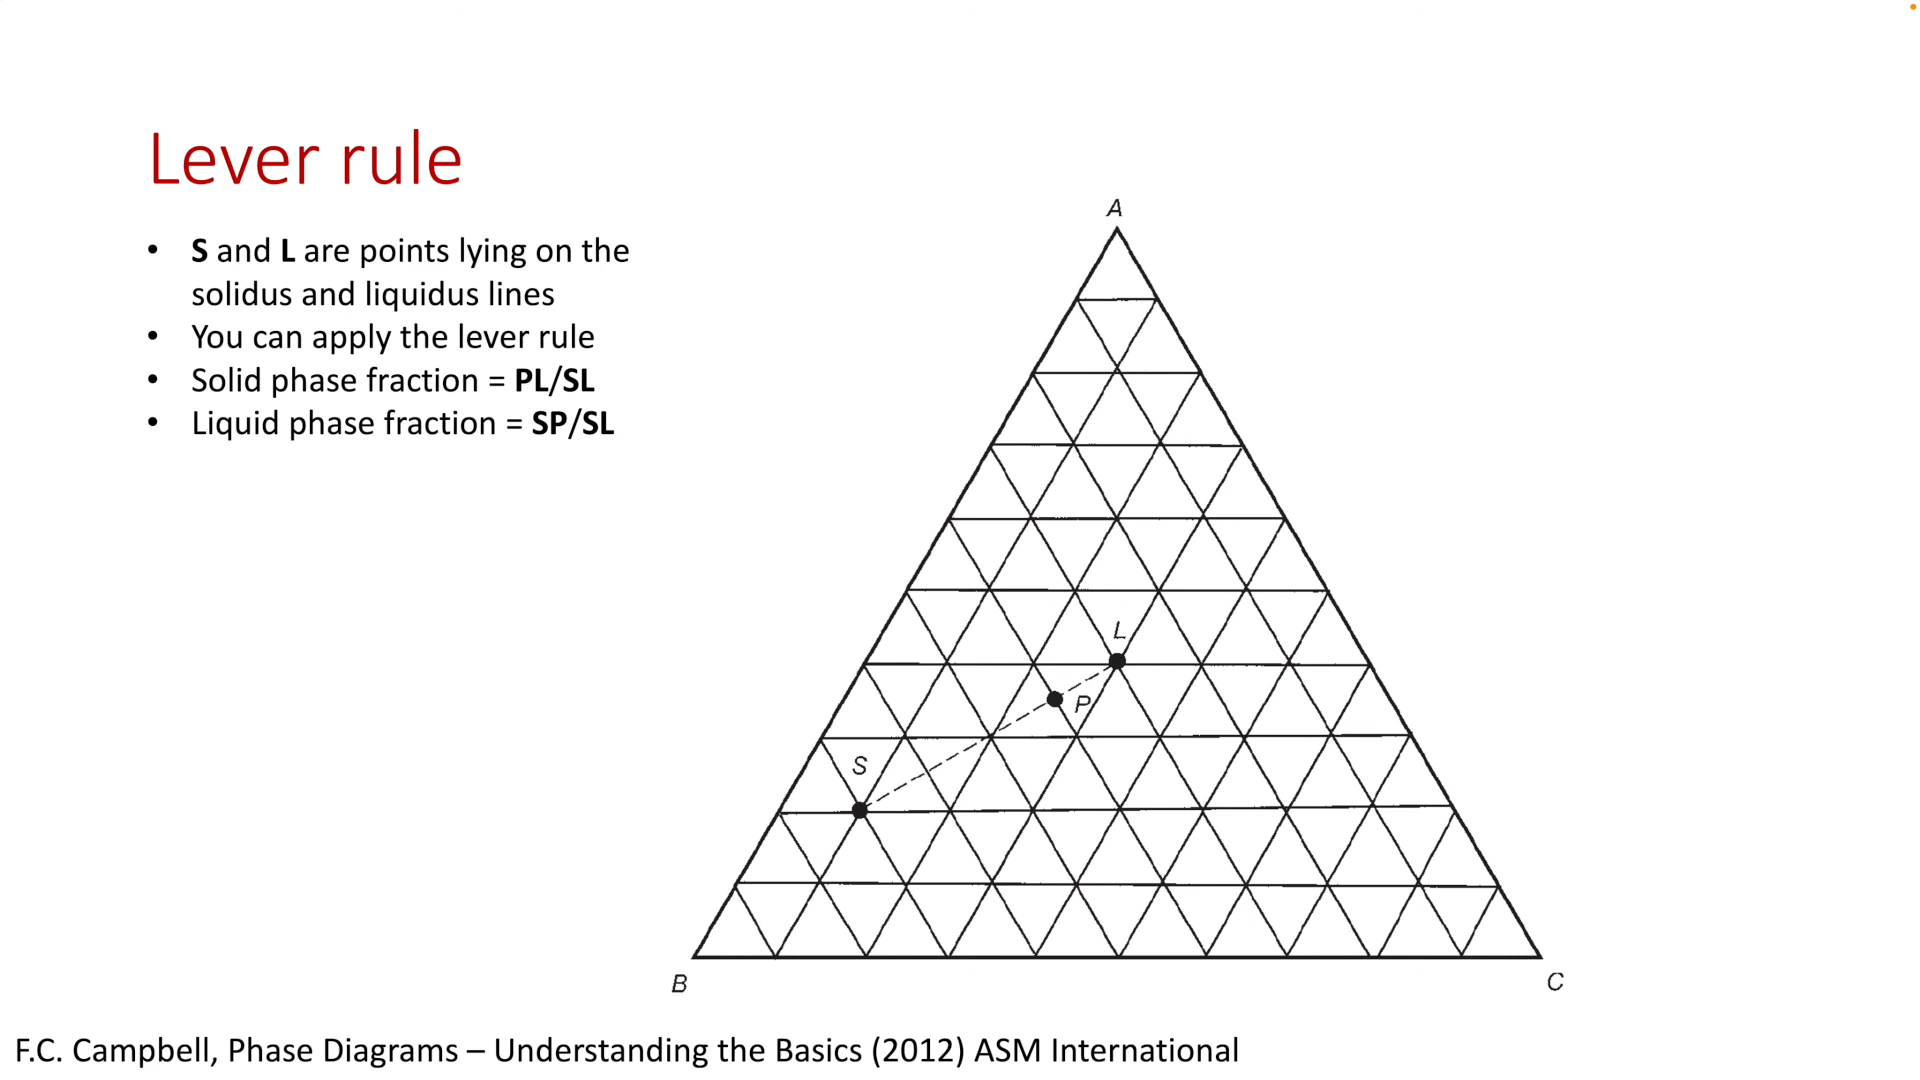 Lever rule
• S and L are points lying on the
solidus and liquidus lines
• You can apply the lever rule
• Solid phase fraction = PL/SL
• Liquid phase fraction = SP/SL
A
L
P
S
B
C
F.C. Campbell, Phase Diagrams – Understanding the Basics (2012) ASM International